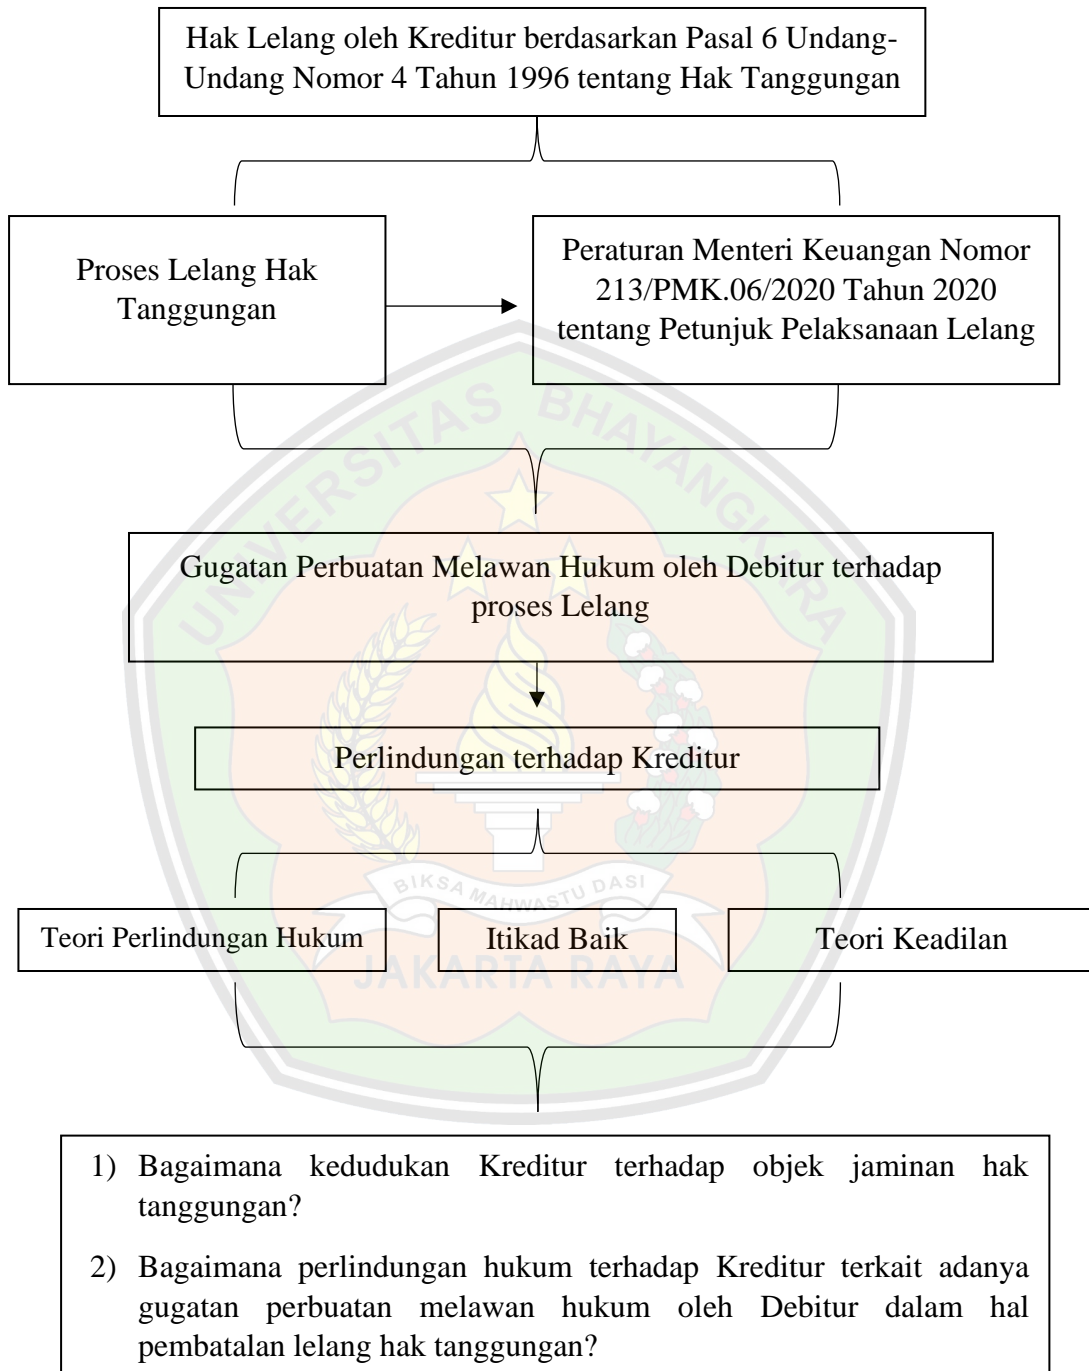 Hak Lelang oleh Kreditur berdasarkan Pasal 6 Undang-
Undang Nomor 4 Tahun 1996 tentang Hak Tanggungan
Proses Lelang Hak
Tanggungan
Peraturan Menteri Keuangan Nomor
213/PMK.06/2020 Tahun 2020
tentang Petunjuk Pelaksanaan Lelang
UNIVERSITAS BHAYANGKARA
Gugatan Perbuatan Melawan Hukum oleh Debitur terhadap
proses Lelang
Perlindungan terhadap Kreditur
BIKSA MAHWASTU DASI
Teori Perlindungan Hukum
Itikad Baik
Teori Keadilan
JAKARTA RAYA
1) Bagaimana kedudukan Kreditur terhadap objek jaminan hak
tanggungan?
2) Bagaimana perlindungan hukum terhadap Kreditur terkait adanya
gugatan perbuatan melawan hukum oleh Debitur dalam hal
pembatalan lelang hak tanggungan?